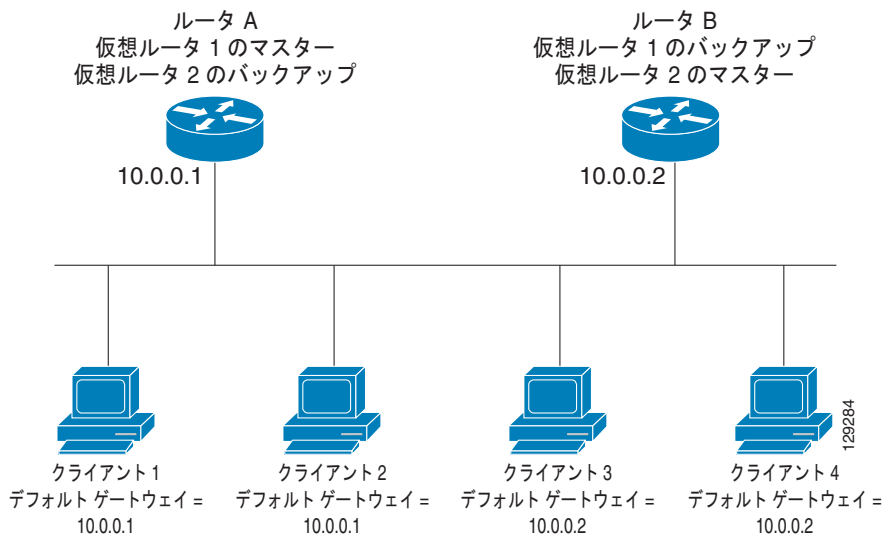 ルータ A
仮想ルータ 1 のマスター
仮想ルータ 2 のバックアップ
ルータ B
仮想ルータ 1 のバックアップ
仮想ルータ 2 のマスター
10.0.0.1
10.0.0.2
クライアント 1
デフォルト ゲートウェイ =
10.0.0.1
クライアント 2
デフォルト ゲートウェイ =
10.0.0.1
クライアント 3
デフォルト ゲートウェイ =
10.0.0.2
クライアント 4
デフォルト ゲートウェイ =
10.0.0.2
129284